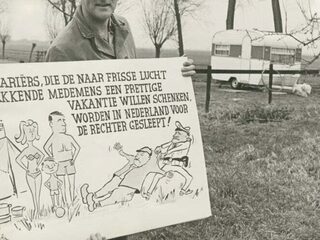 ARIËRS, DIE DE NAAR FRISSE LUCHT
AKKENDE MEDEMENS EEN PRETTIGE
VAKANTIE WILLEN SCHENKEN,
WORDEN IN NEDERLAND VOOR
DE RECHTER GESLEEPT!